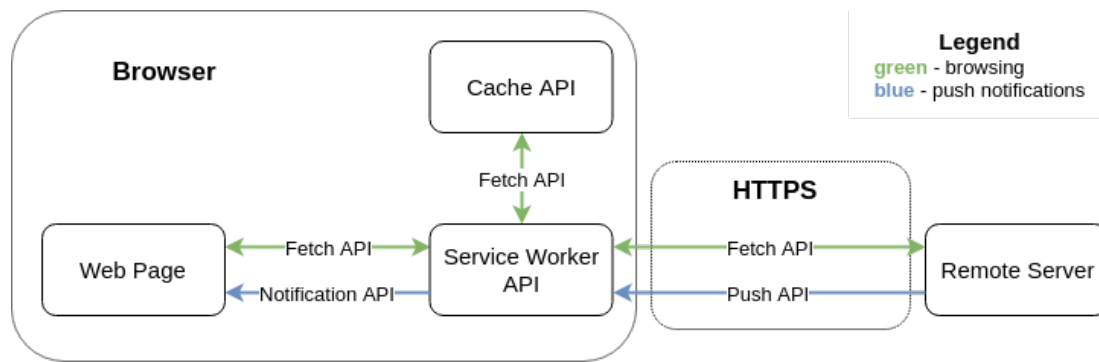 Browser
Cache API
Legend
green - browsing
blue - push notifications
Fetch API
HTTPS
Web Page
Fetch API
Notification API
Service Worker
API
Fetch API
Push API
Remote Server